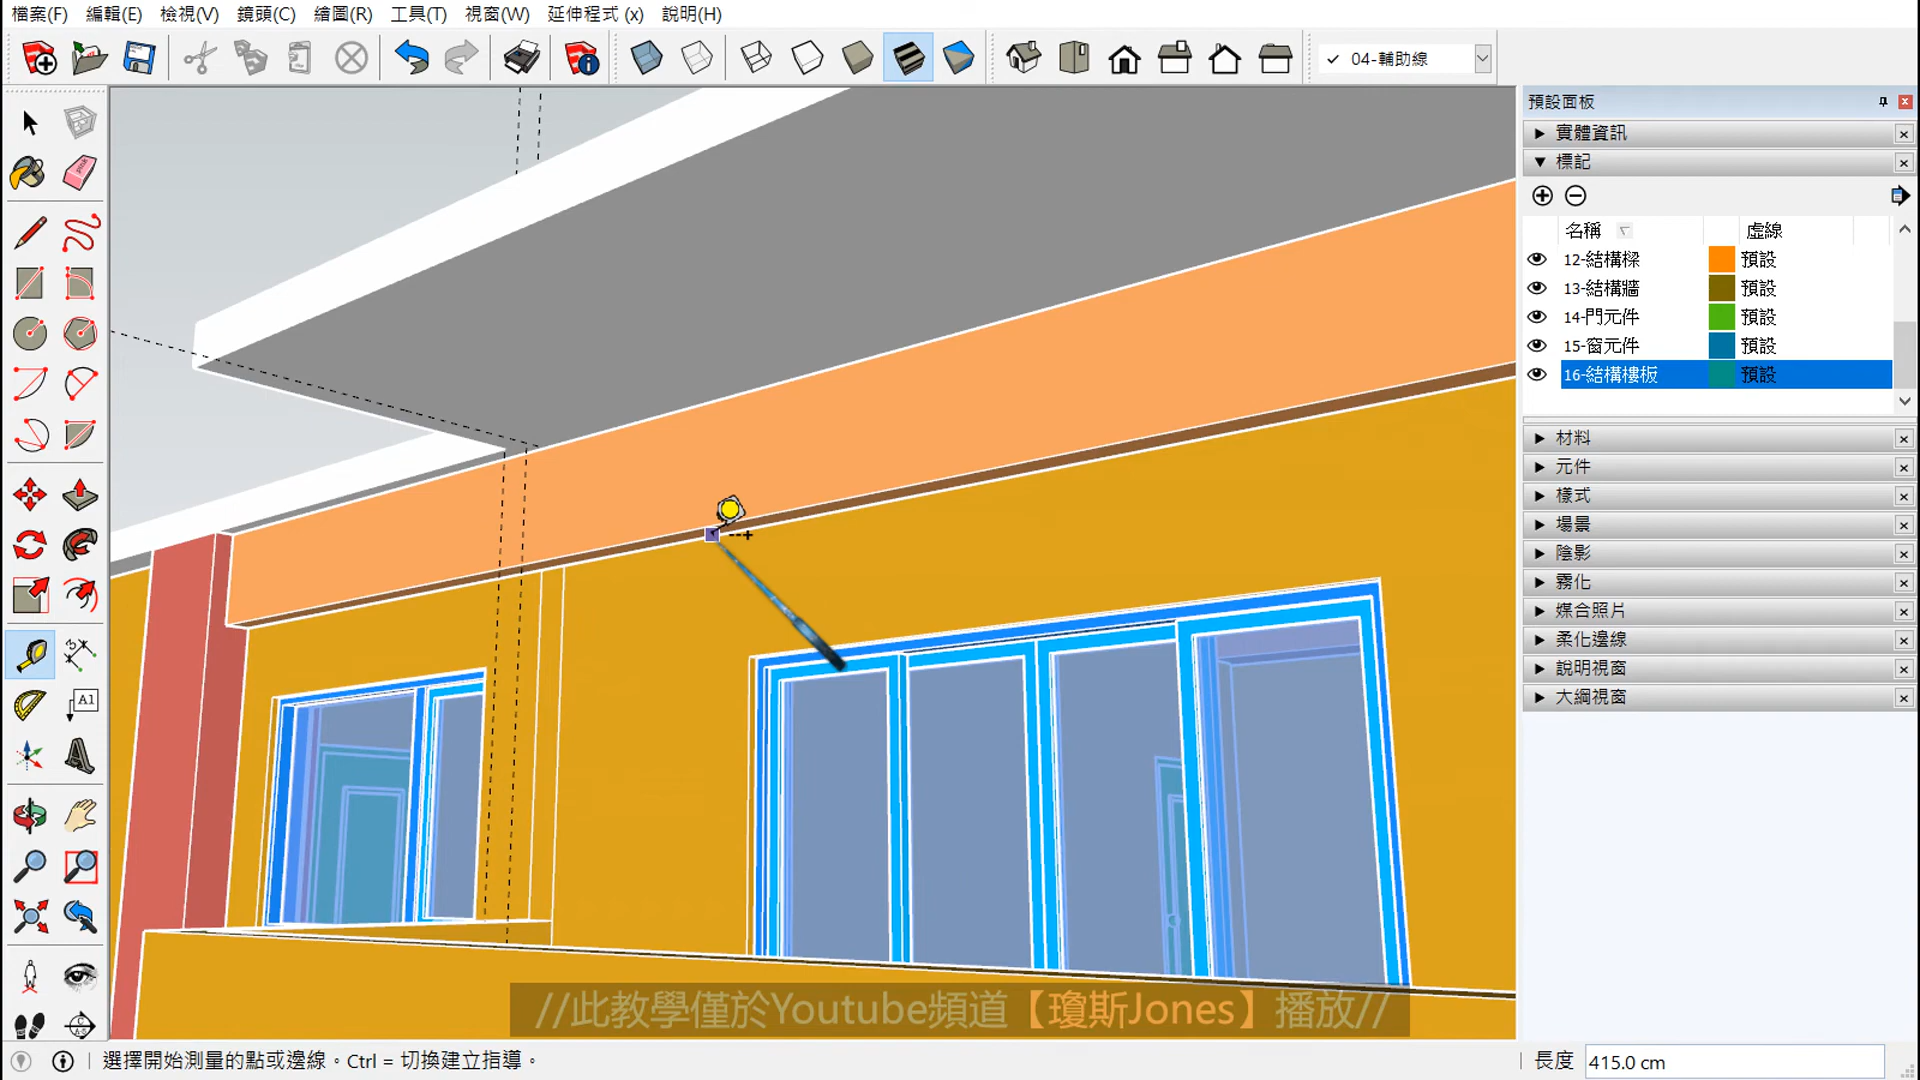 檔案(F) 編輯(E) 檢視(V) 鏡頭(C) 繪圖(R) 工具(T) 視窗(W) 延伸程式 (x) 說明(H)
04-輔助線
預設面板
實體資訊
標記
名稱 虛線
12-結構樑 預設
13-結構牆 預設
14-門元件 預設
15-窗元件 預設
16-結構樓板 預設
材料
元件
樣式
場景
陰影
霧化
媒合照片
柔化邊線
說明視窗
大綱視窗
A1
//此教學僅於Youtube頻道【瓊斯Jones】播放//
選擇開始測量的點或邊線。Ctrl = 切換建立指導。
長度 415.0 cm